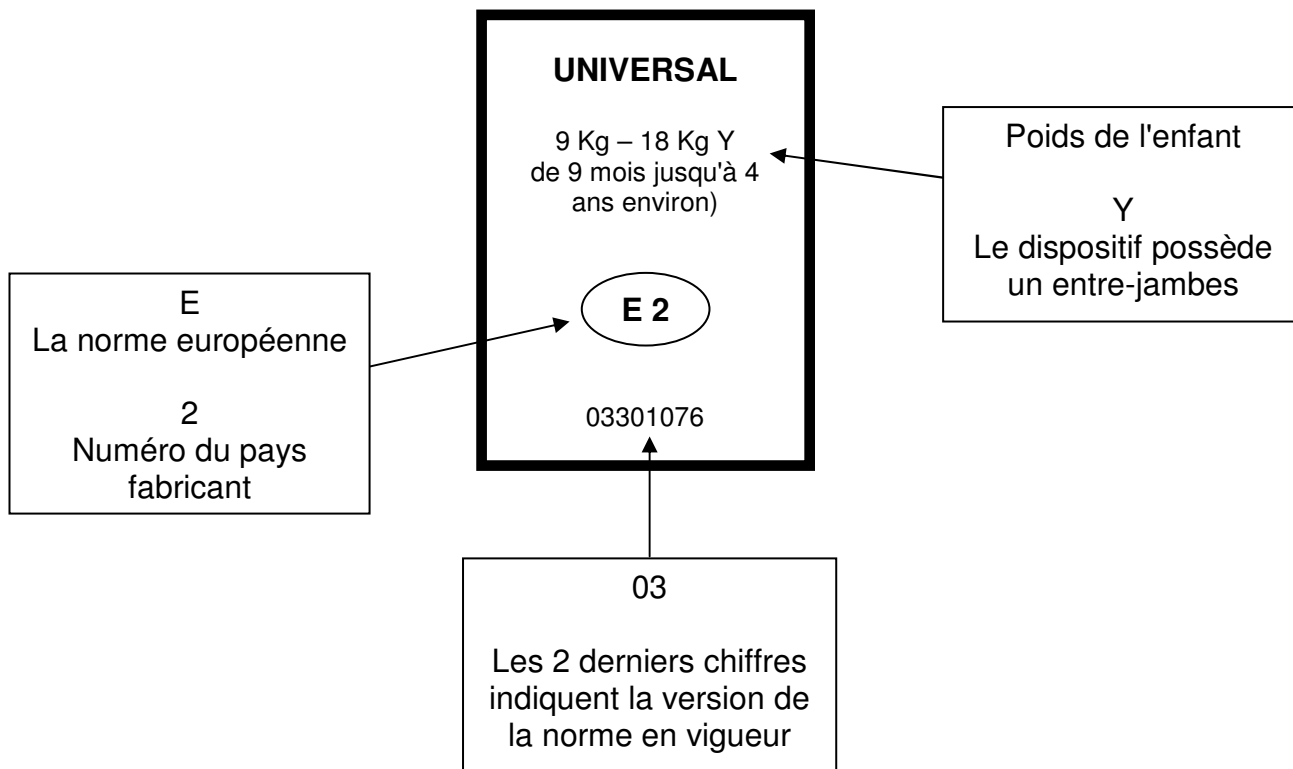 UNIVERSAL
9 Kg – 18 Kg Y
de 9 mois jusqu'à 4
ans environ)
E 2
03301076
Poids de l'enfant
Y
Le dispositif possède
un entre-jambes
E
La norme européenne
2
Numéro du pays
fabricant
03
Les 2 derniers chiffres
indiquent la version de
la norme en vigueur